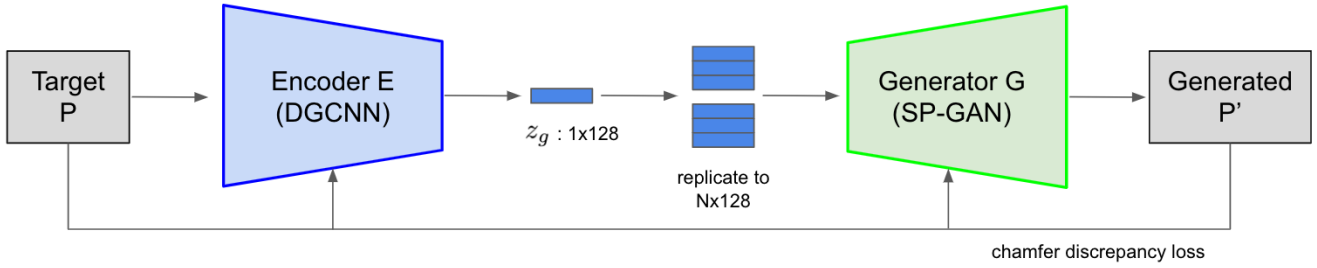 Target
P
Encoder E
(DGCNN)
z_g : 1x128
replicate to
Nx128
Generator G
(SP-GAN)
Generated
P’
chamfer discrepancy loss